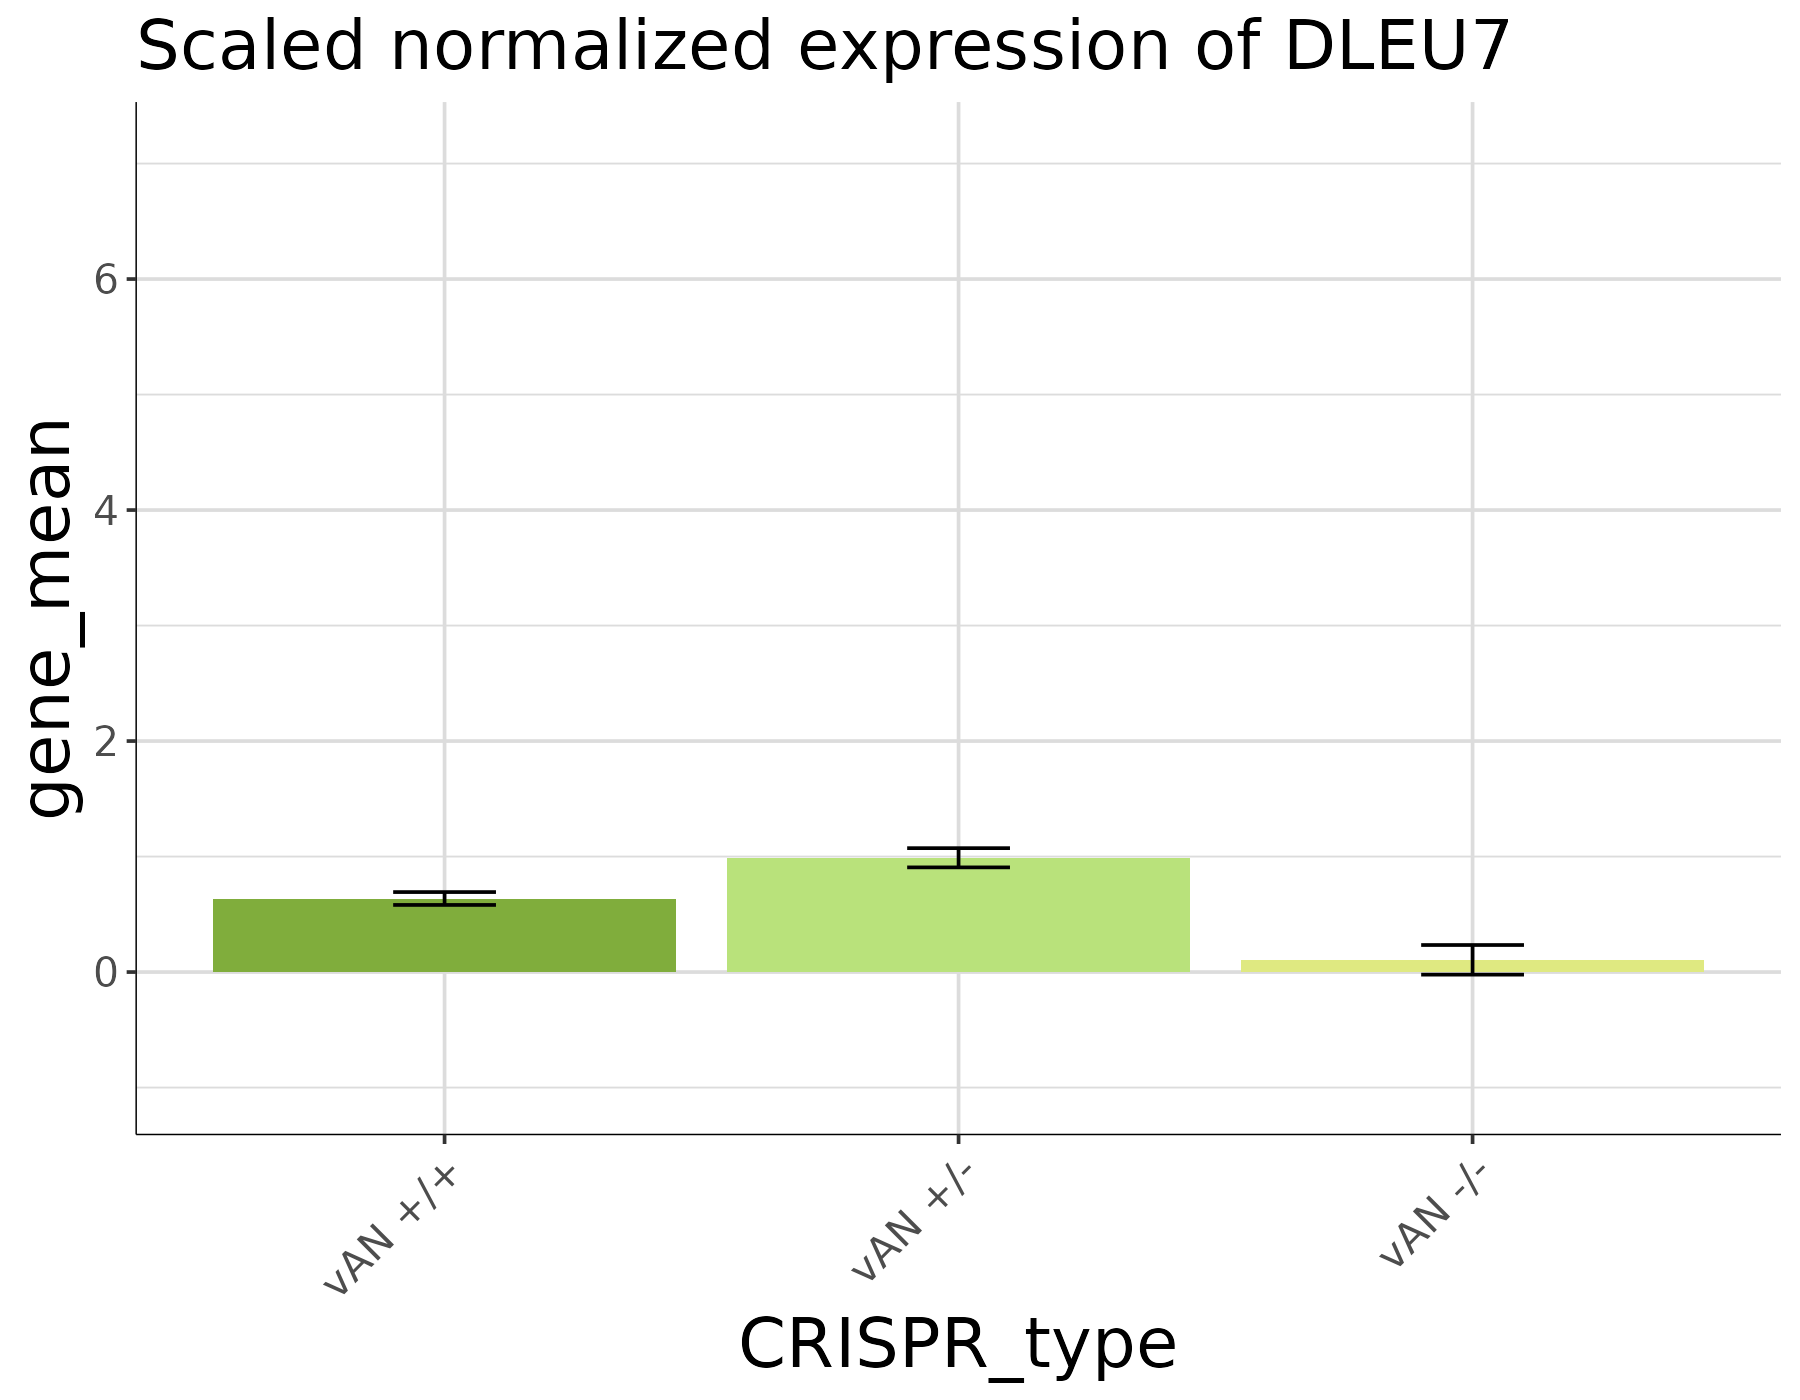 Scaled normalized expression of DLEU7
gene_mean
6
4
2
0
vAN +/+
vAN +/-
vAN -/-
CRISPR_type